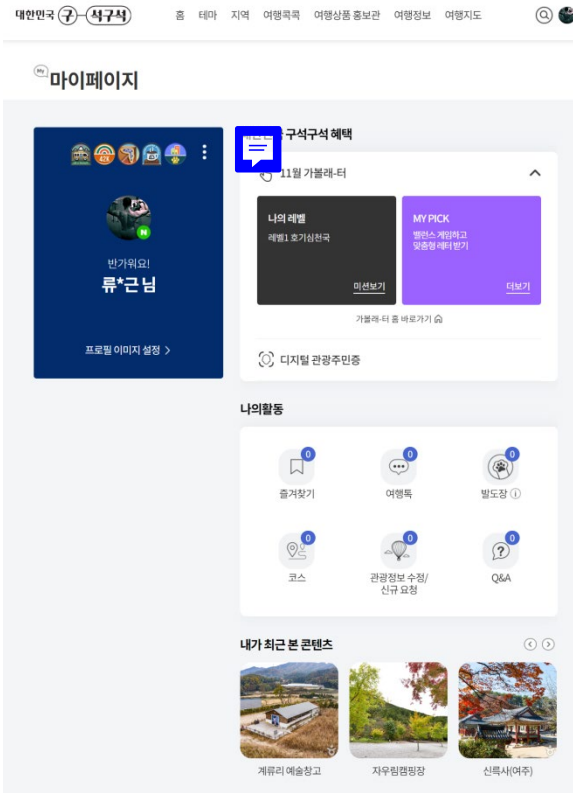 대한민국 구석구석
홈 테마 지역 여행콕콕 여행상품 홍보관 여행정보 여행지도
My
마이페이지
42K
N
반가워요!
류*근님
프로필 이미지 설정 >
구석구석 혜택
11월 가볼래-터
나의 레벨
레벨1 호기심천국
미션보기
MY PICK
밸런스 게임하고
맞춤형 레터 받기
더보기
가볼래-터 홈 바로가기
디지털 관광주민증
나의활동
0
즐겨찾기
0
여행톡
0
발도장
0
코스
0
관광정보 수정/
신규 요청
0
Q&A
내가 최근 본 콘텐츠
계류리 예술창고
자우림캠핑장
신륵사(여주)